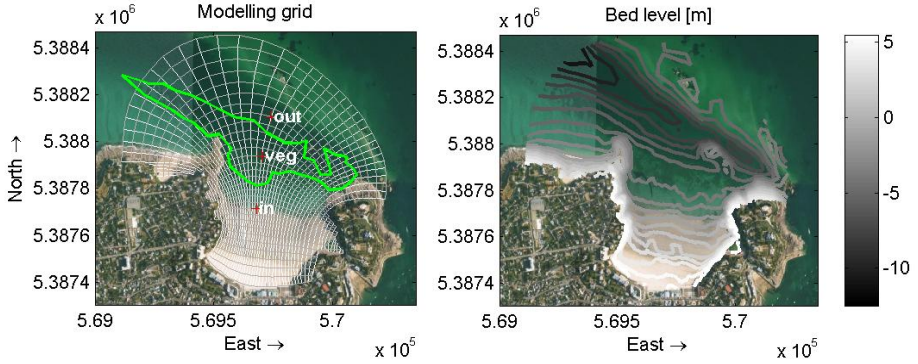 Modelling grid
x 10⁶
5.3884
5.3882
5.388
5.3878
5.3876
5.3874
North →
out
veg
in
5.69
5.695
5.7
East →
x 10⁵
Bed level [m]
x 10⁶
5.3884
5.3882
5.388
5.3878
5.3876
5.3874
5.69
5.695
5.7
East →
x 10⁵
5
0
-5
-10